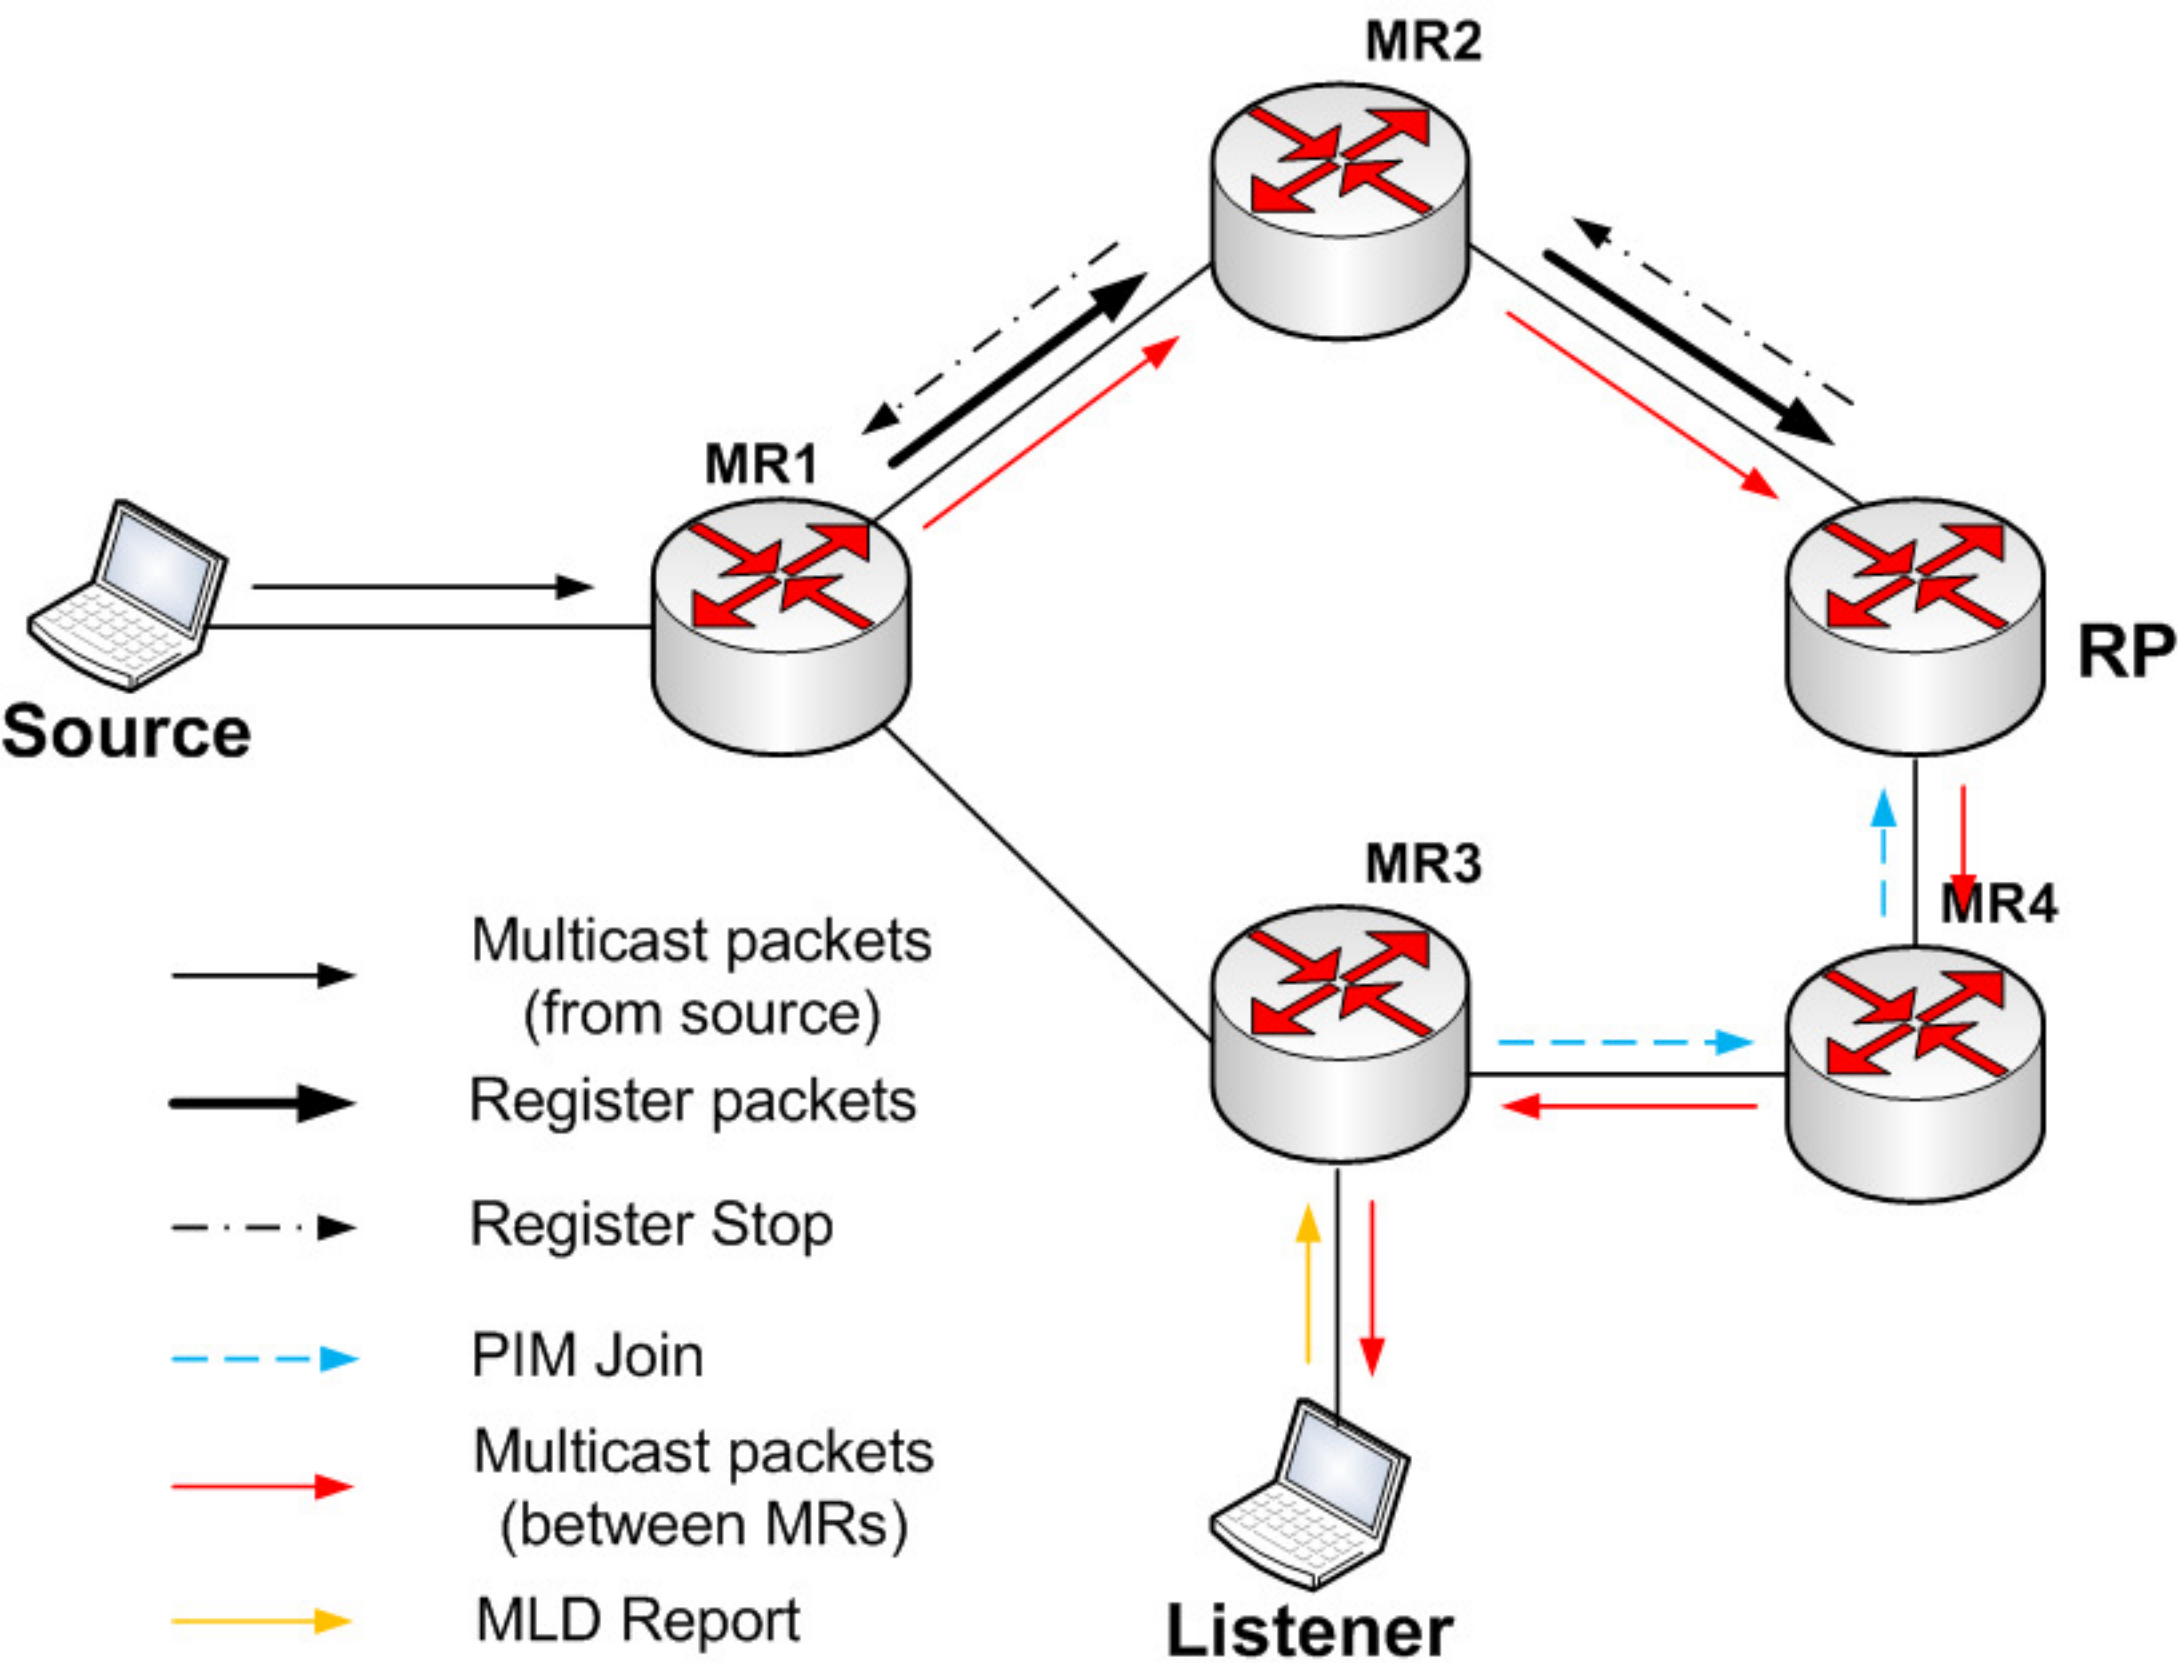 MR2
MR1
RP
Source
MR3
MR4
Multicast packets
(from source)
Register packets
Register Stop
PIM Join
Multicast packets
(between MRs)
MLD Report
Listener